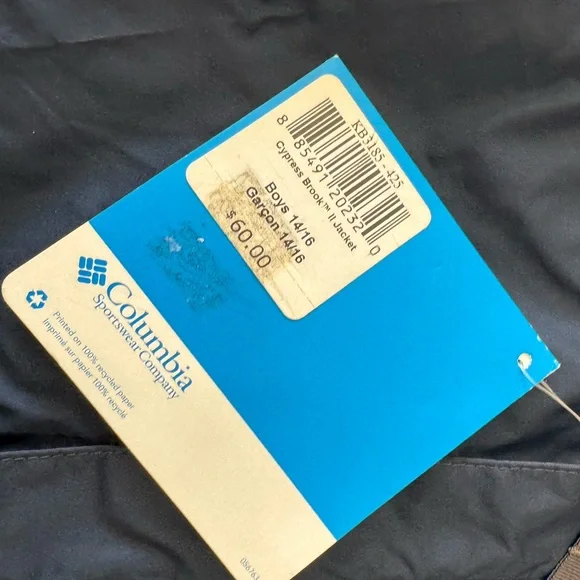 KB3185 - 425
8 85491 20232 0
Cypress Brook™ II Jacket
Boys 14/16
Garçon 14/16
$60.00
Columbia
Sportswear Company
Printed on 100% recycled paper
Imprimé sur papier 100% recyclé